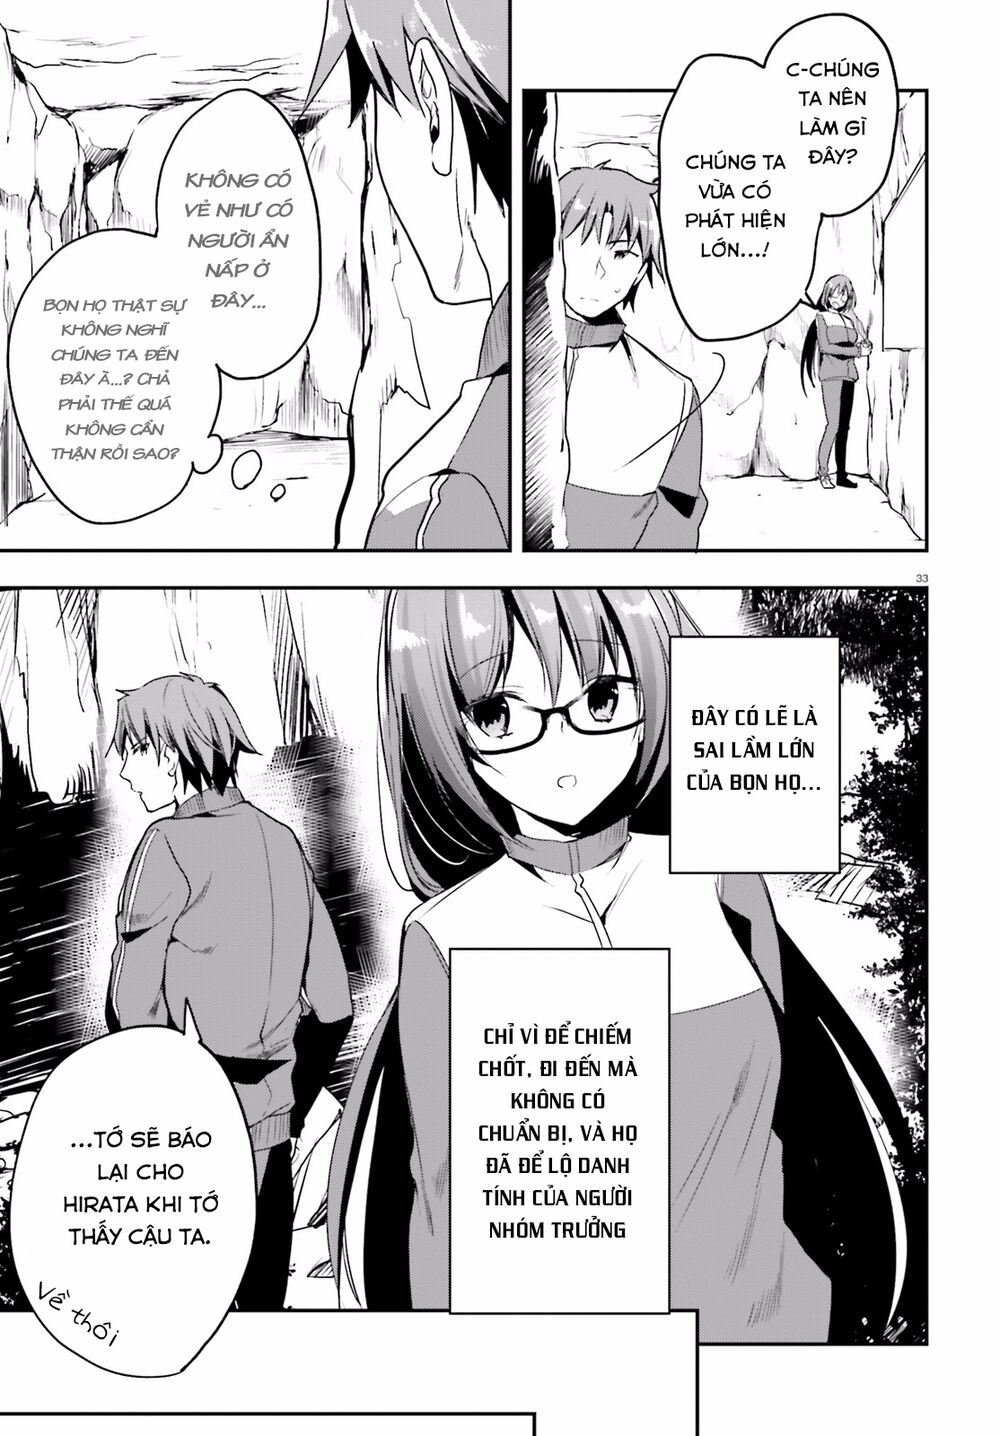 C-CHÚNG
TA NÊN
LÀM GÌ
ĐÂY?
CHÚNG TA
VỪA CÓ
PHÁT HIỆN
LỚN...!
KHÔNG CÓ
VẺ NHƯ CÓ
NGƯỜI ẨN
NẤP Ở
ĐÂY...
BỌN HỌ THẬT SỰ
KHÔNG NGHĨ
CHÚNG TA ĐẾN
ĐÂY À...? CHẢ
PHẢI THẾ QUÁ
KHÔNG CẨN
THẬN RỒI SAO?
33
ĐÂY CÓ LẼ LÀ
SAI LẦM LỚN
CỦA BỌN HỌ...
CHỈ VÌ ĐỂ CHIẾM
CHỐT, ĐI ĐẾN MÀ
KHÔNG CÓ
CHUẨN BỊ, VÀ HỌ
ĐÃ ĐỂ LỘ DANH
TÍNH CỦA NGƯỜI
NHÓM TRƯỞNG
...TỚ SẼ BÁO
LẠI CHO
HIRATA KHI TỚ
THẤY CẬU TA.
Về thôi